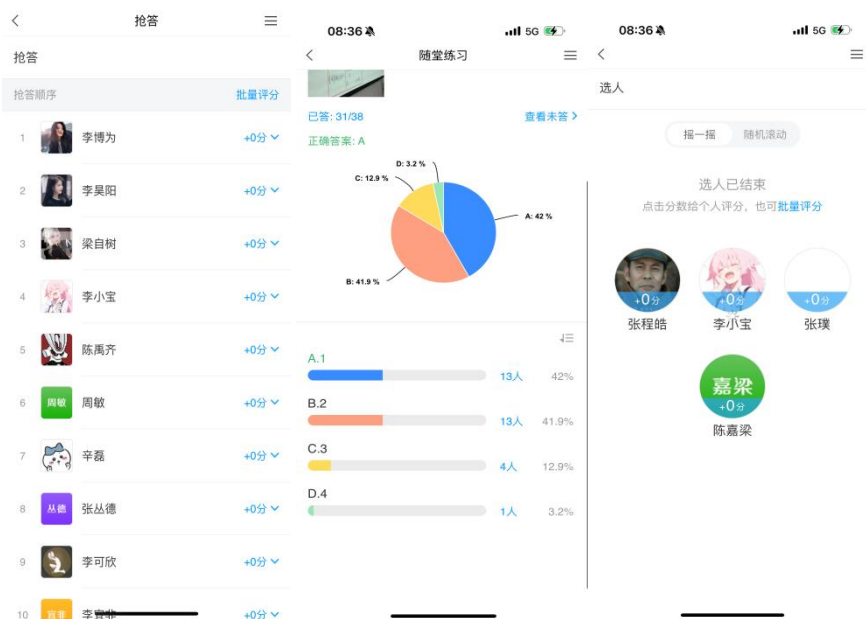 抢答
抢答
抢答顺序 批量评分
1 李博为 +0分
2 李昊阳 +0分
3 梁自树 +0分
4 李小宝 +0分
5 陈禹齐 +0分
6 周敏 周敏 +0分
7 辛磊 +0分
8 丛德 张丛德 +0分
9 李可欣 +0分
10 宜菲 李宜菲 +0分
08:36 5G
随堂练习
已答: 31/38 查看未答
正确答案: A
D: 3.2 %
C: 12.9 %
A: 42 %
B: 41.9 %
A.1
13人 42%
B.2
13人 41.9%
C.3
4人 12.9%
D.4
1人 3.2%
08:36 5G
选人
摇一摇 随机滚动
选人已结束
点击分数给个人评分，也可批量评分
+0分 +0分 +0分
张程皓 李小宝 张璞
嘉梁
+0分
陈嘉梁